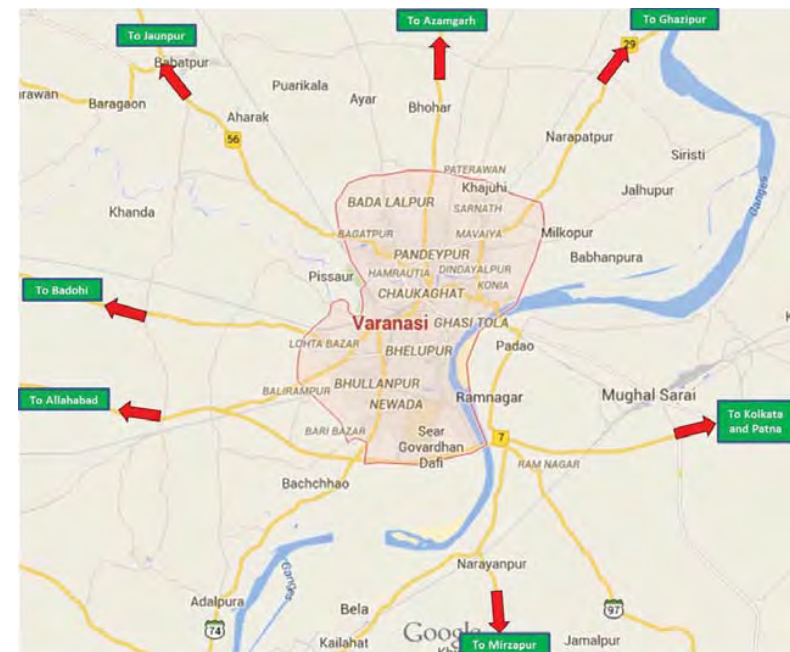 To Azamgarh
To Ghazipur
To Jaunpur
29
Babatpur
Puarikala
Baragaon
Ayar
Bhohar
Aharak
56
Narapatpur
Siristi
PATERAWAN
Khajuhi
Jalhupur
Ganges
BADA LALPUR
SARNATH
Khanda
BAGATPUR
MAVAIYA
Milkopur
PANDEYPUR
Babhanpura
Pissaur
HAMRAUTIA
DINDAYALPUR
KONIA
To Badohi
CHAUKAGHAT
Varanasi
GHASI TOLA
LOHTA BAZAR
BHELUPUR
Padao
BHULLANPUR
BALIRAMPUR
Ramnagar
Mughal Sarai
To Allahabad
NEWADA
To Kolkata
and Patna
BARI BAZAR
Sear
Govardhan
Dafi
7
RAM NAGAR
Bachchhao
Narayanpur
Ganges
Adalpura
Bela
97
74
Kailahat
Google
To Mirzapur
Jamalpur